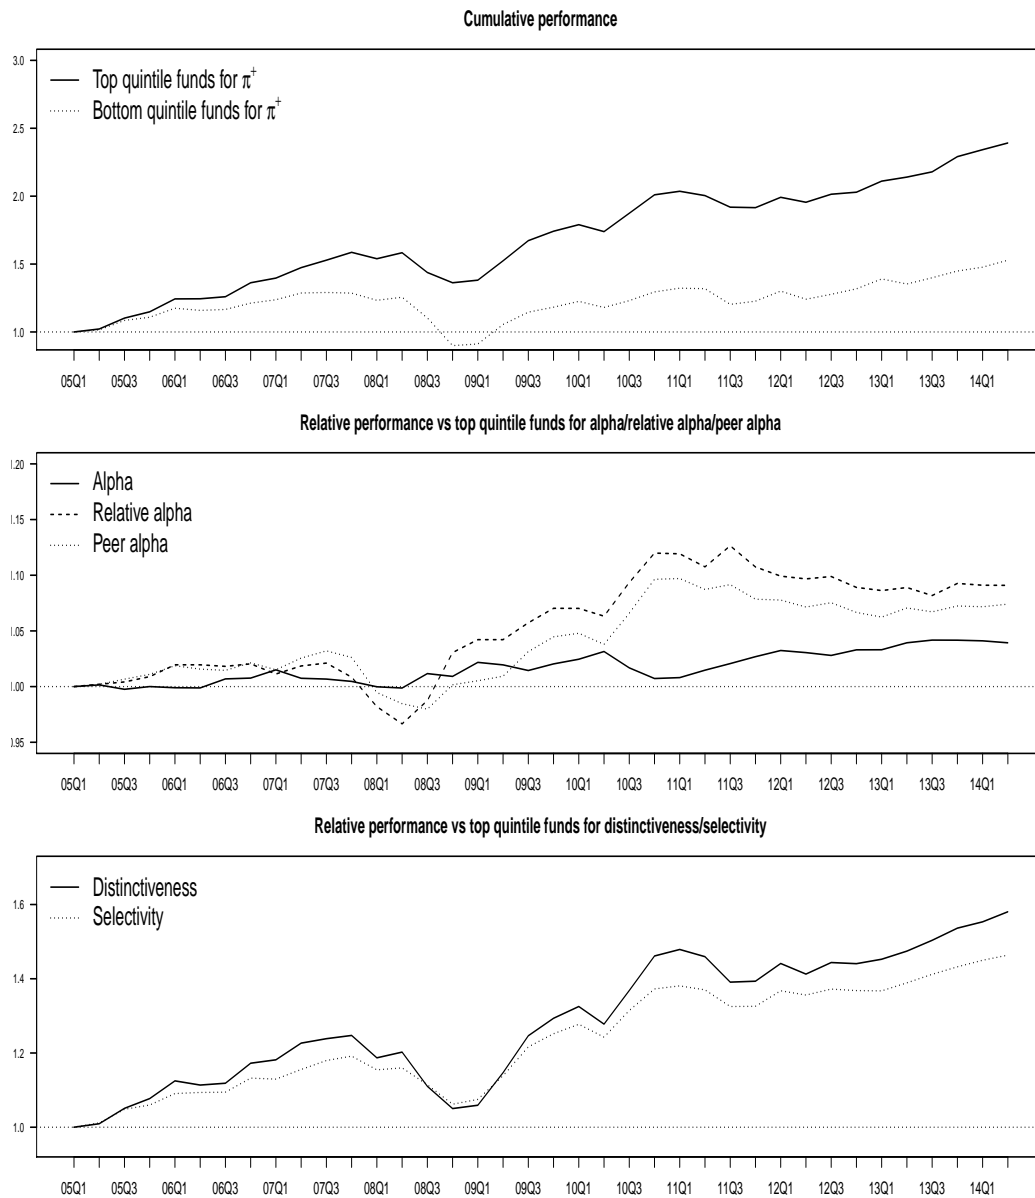 Cumulative performance
3.0
Top quintile funds for π+
Bottom quintile funds for π+
2.5
2.0
1.5
1.0
05Q1 05Q3 06Q1 06Q3 07Q1 07Q3 08Q1 08Q3 09Q1 09Q3 10Q1 10Q3 11Q1 11Q3 12Q1 12Q3 13Q1 13Q3 14Q1
Relative performance vs top quintile funds for alpha/relative alpha/peer alpha
.20
Alpha
Relative alpha
.15
Peer alpha
.10
.05
.00
.95
05Q1 05Q3 06Q1 06Q3 07Q1 07Q3 08Q1 08Q3 09Q1 09Q3 10Q1 10Q3 11Q1 11Q3 12Q1 12Q3 13Q1 13Q3 14Q1
Relative performance vs top quintile funds for distinctiveness/selectivity
Distinctiveness
1.6
Selectivity
1.4
1.2
1.0
05Q1 05Q3 06Q1 06Q3 07Q1 07Q3 08Q1 08Q3 09Q1 09Q3 10Q1 10Q3 11Q1 11Q3 12Q1 12Q3 13Q1 13Q3 14Q1